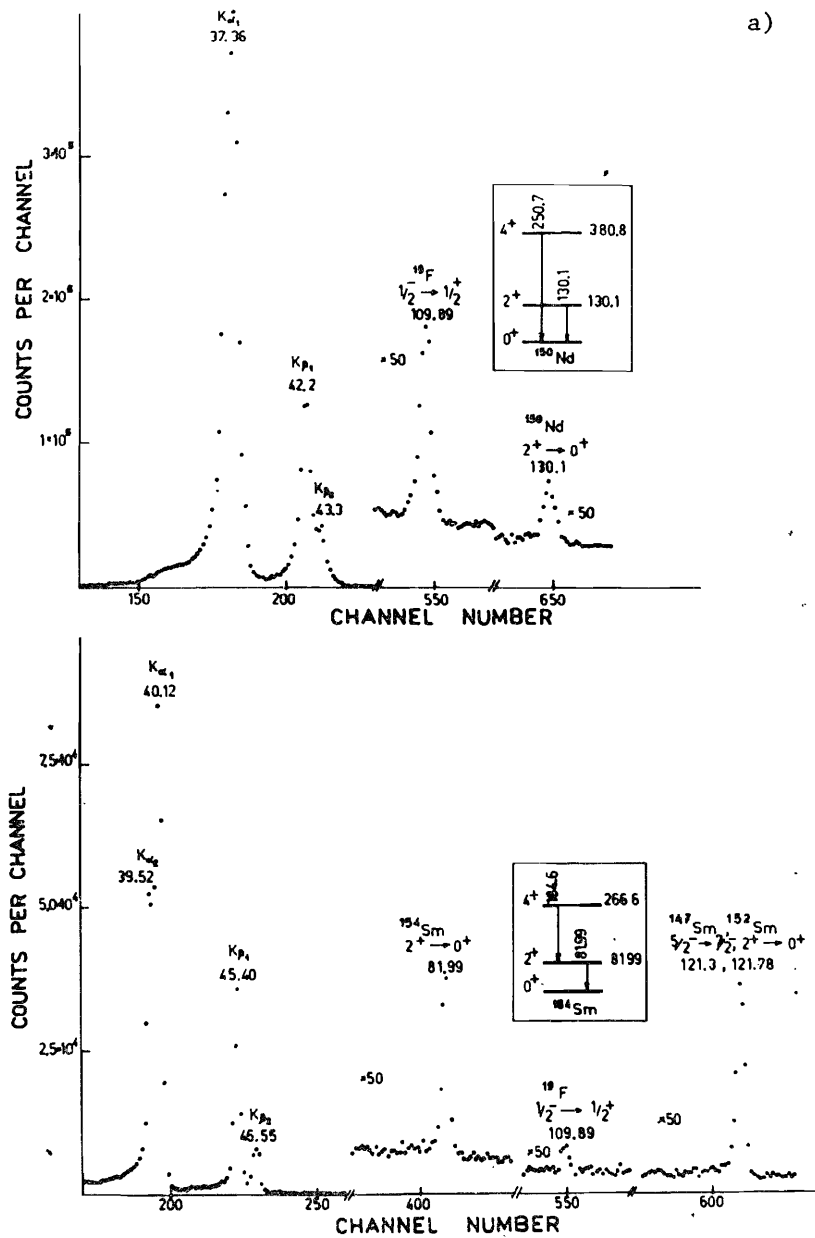 a)
Kα₁
37.36
COUNTS PER CHANNEL
3·10⁶
2·10⁶
1·10⁶
Kβ₁
42.2
Kβ₂
43.3
×50
¹⁹F
1/2⁻ → 1/2⁺
109.89
¹⁵⁰Nd
2⁺ → 0⁺
130.1
×50
4⁺ 250.7 380.8
2⁺ 130.1 130.1
0⁺
¹⁵⁰Nd
150 200 550 650
CHANNEL NUMBER
Kα₁
40.12
COUNTS PER CHANNEL
7,5·10⁴
5,0·10⁴
2,5·10⁴
Kα₂
39.52
Kβ₁
45.40
Kβ₂
46.55
×50
¹⁵⁴Sm
2⁺ → 0⁺
81.99
4⁺ 184.6 266.6
2⁺ 81.99 81.99
0⁺
¹⁵⁴Sm
¹⁹F
1/2⁻ → 1/2⁺
109.89
×50
¹⁴⁷Sm, ¹⁵²Sm
5/2⁻ → 7/2⁻, 2⁺ → 0⁺
121.3 , 121.78
×50
200 250 400 550 600
CHANNEL NUMBER